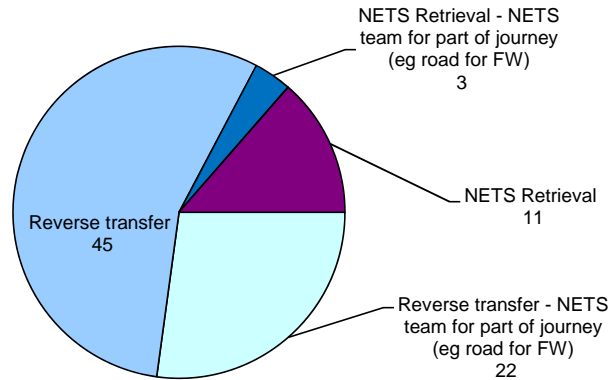 NETS Retrieval - NETS
team for part of journey
(eg road for FW)
3
NETS Retrieval
11
Reverse transfer
45
Reverse transfer - NETS
team for part of journey
(eg road for FW)
22